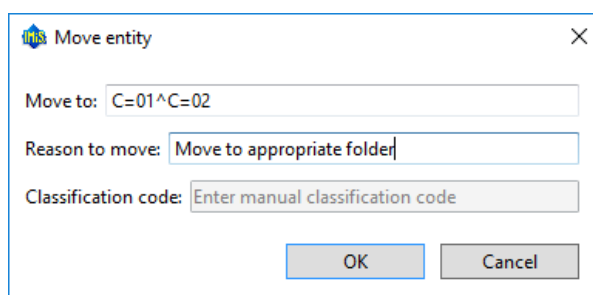 IMiS Move entity
Move to: C=01^C=02
Reason to move: Move to appropriate folder
Classification code: Enter manual classification code
OK Cancel